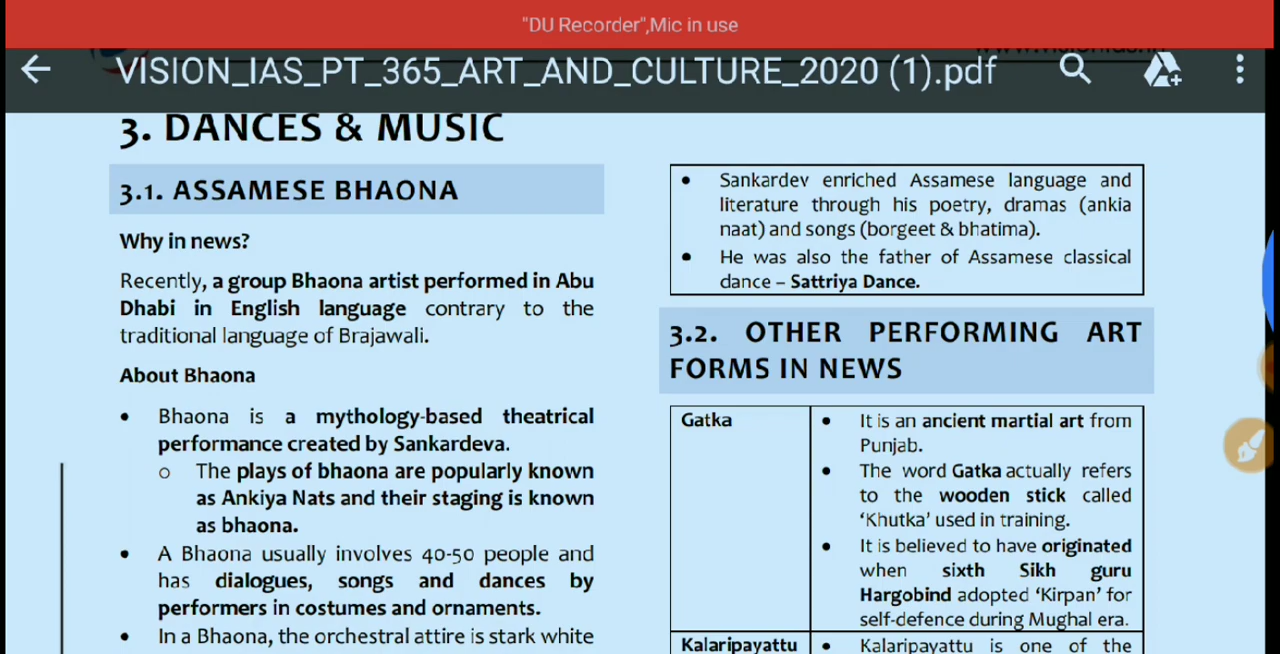 "DU Recorder",Mic in use
VISION_IAS_PT_365_ART_AND_CULTURE_2020 (1).pdf
3. DANCES & MUSIC
3.1. ASSAMESE BHAONA
Why in news?
Recently, a group Bhaona artist performed in Abu
Dhabi in English language contrary to the
traditional language of Brajawali.
About Bhaona
• Bhaona is a mythology-based theatrical
performance created by Sankardeva.
o The plays of bhaona are popularly known
as Ankiya Nats and their staging is known
as bhaona.
• A Bhaona usually involves 40-50 people and
has dialogues, songs and dances by
performers in costumes and ornaments.
• In a Bhaona, the orchestral attire is stark white
• Sankardev enriched Assamese language and
literature through his poetry, dramas (ankia
naat) and songs (borgeet & bhatima).
• He was also the father of Assamese classical
dance – Sattriya Dance.
3.2. OTHER PERFORMING ART
FORMS IN NEWS
Gatka
• It is an ancient martial art from
Punjab.
• The word Gatka actually refers
to the wooden stick called
‘Khutka’ used in training.
• It is believed to have originated
when sixth Sikh guru
Hargobind adopted ‘Kirpan’ for
self-defence during Mughal era.
Kalaripayattu
• Kalaripayattu is one of the